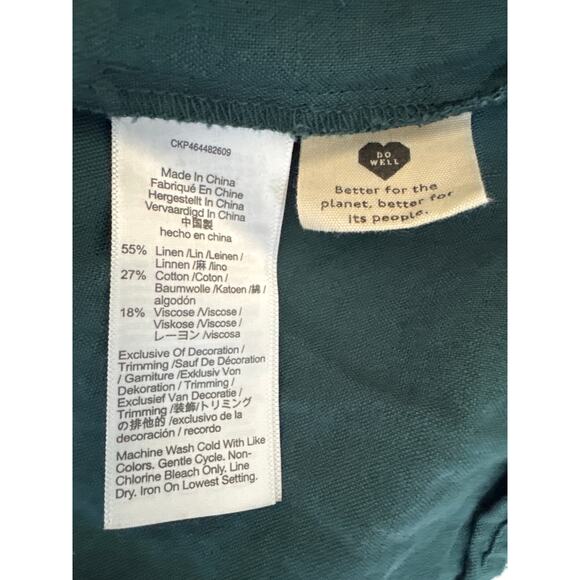 CKP464482609
Made In China
Fabriqué En Chine
Hergestellt In China
Vervaardigd In China
中国製
hecho en china
55% Linen /Lin /Leinen /
Linnen /麻 /lino
27% Cotton /Coton /
Baumwolle /Katoen /綿 /
algodón
18% Viscose /Viscose /
Viskose /Viscose /
レーヨン /viscosa
Exclusive Of Decoration /
Trimming /Sauf De Décoration
/ Garniture /Exklusiv Von
Dekoration / Trimming /
Exclusief Van Decoratie /
Trimming /装飾/トリミング
の排他的 /exclusivo de la
decoración / recordo
Machine Wash Cold With Like
Colors. Gentle Cycle. Non-
Chlorine Bleach Only. Line
Dry. Iron On Lowest Setting.
DO
WELL
Better for the
planet, better for
its people.